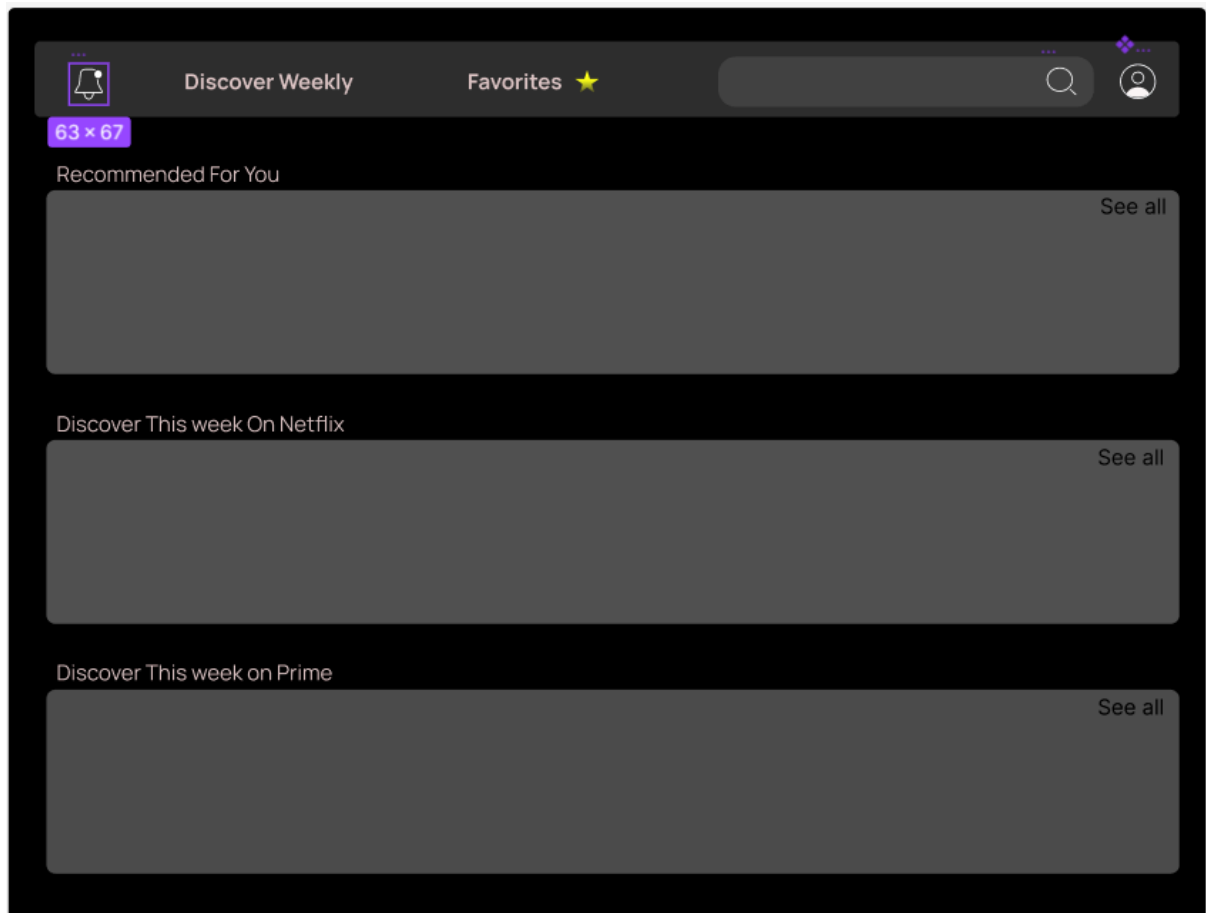 Discover Weekly
Favorites
63 × 67
Recommended For You
See all
Discover This week On Netflix
See all
Discover This week on Prime
See all